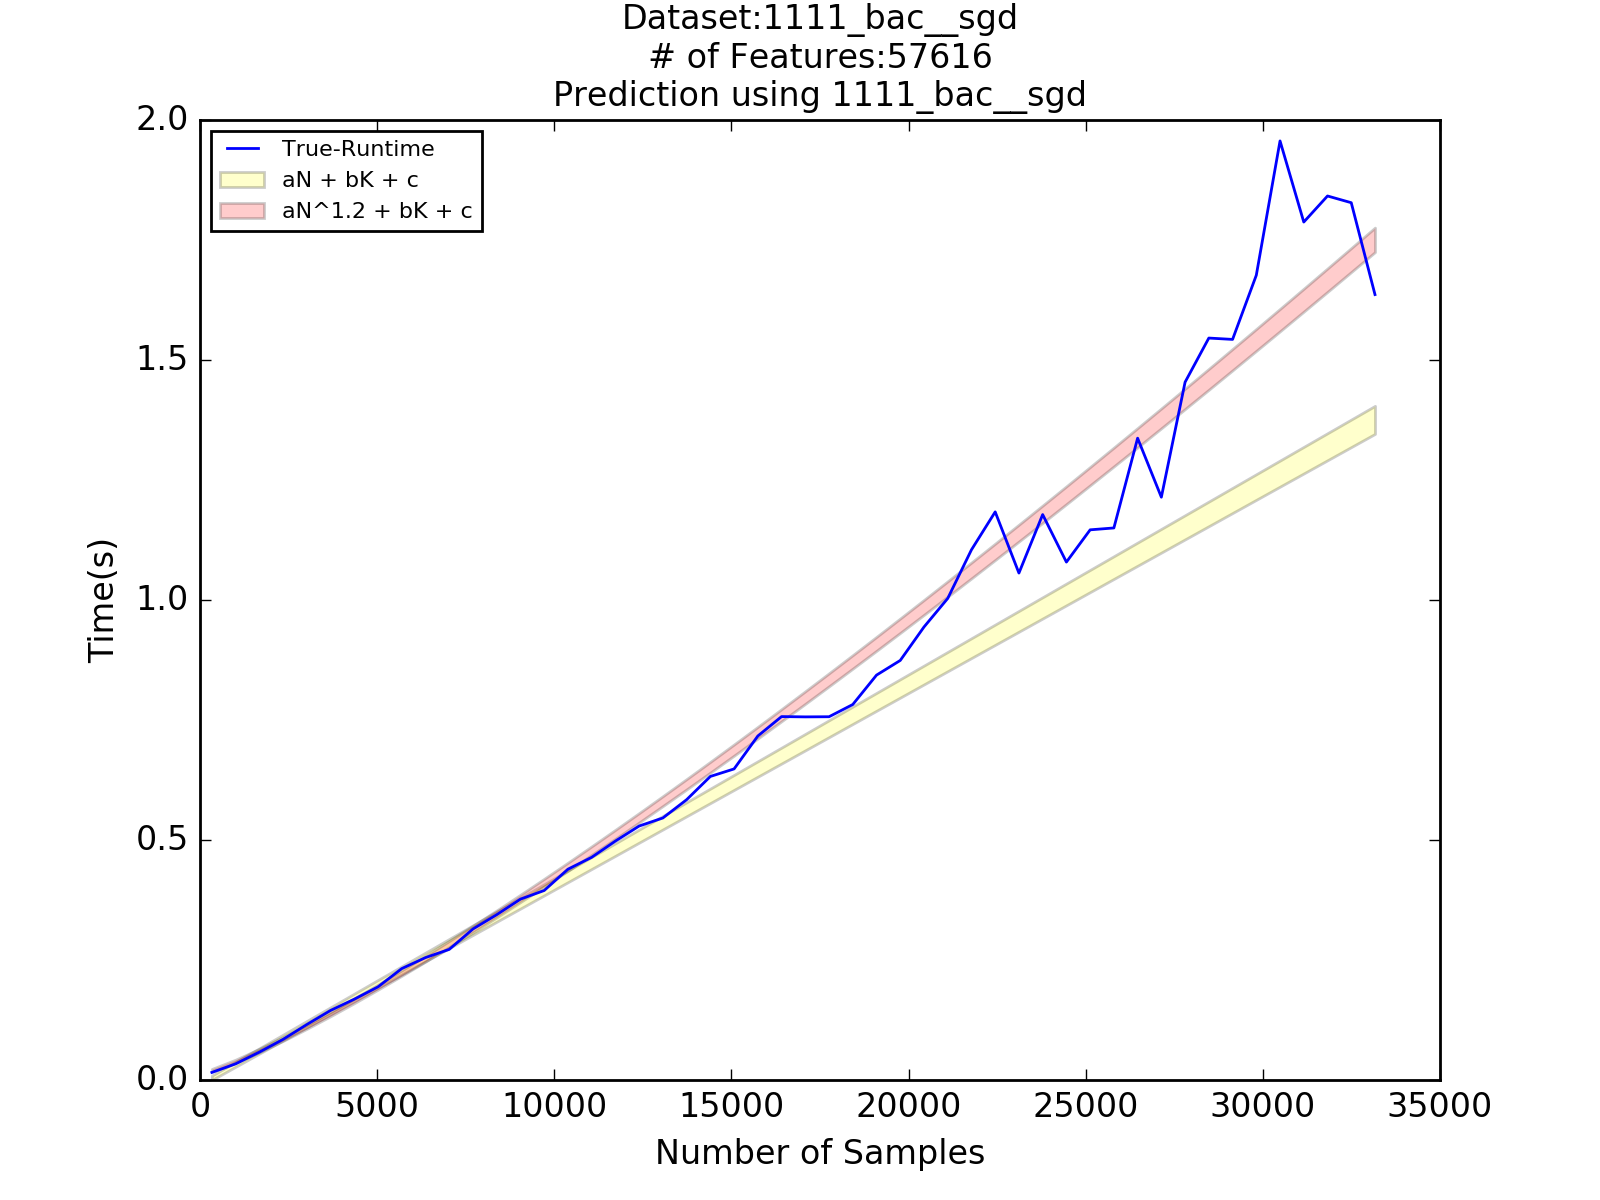 Dataset:1111_bac__sgd
# of Features:57616
Prediction using 1111_bac__sgd
True-Runtime
aN + bK + c
aN^1.2 + bK + c
2.0
1.5
1.0
0.5
0.0
Time(s)
0 5000 10000 15000 20000 25000 30000 35000
Number of Samples